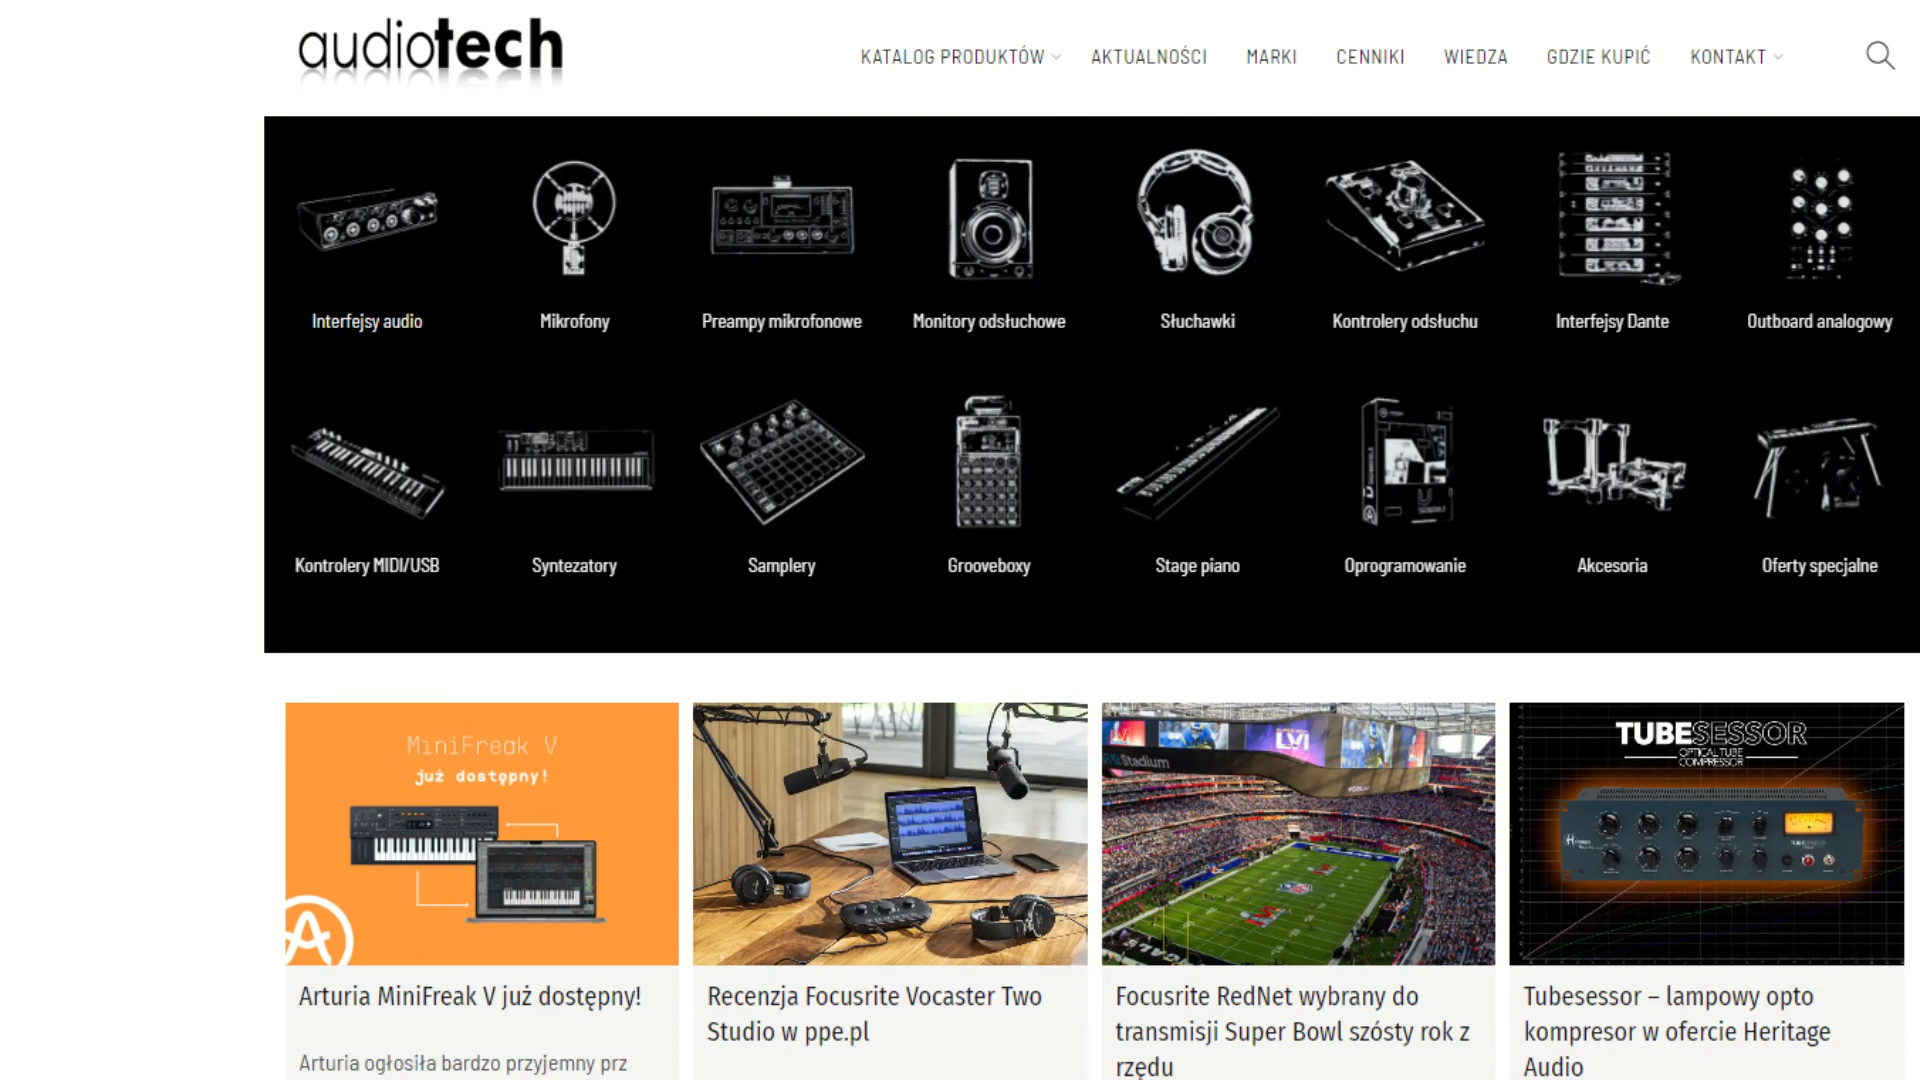 audiotech
KATALOG PRODUKTÓW
AKTUALNOŚCI
MARKI
CENNIKI
WIEDZA
GDZIE KUPIĆ
KONTAKT
Interfejsy audio
Mikrofony
Preampy mikrofonowe
Monitory odsłuchowe
Słuchawki
Kontrolery odsłuchu
Interfejsy Dante
Outboard analogowy
Kontrolery MIDI/USB
Syntezatory
Samplery
Grooveboxy
Stage piano
Oprogramowanie
Akcesoria
Oferty specjalne
MiniFreak V
już dostępny!
LVI
Stadium
TUBESESSOR
OPTICAL TUBE
COMPRESSOR
Arturia MiniFreak V już dostępny!
Arturia ogłosiła bardzo przyjemny prz
Recenzja Focusrite Vocaster Two
Studio w ppe.pl
Focusrite RedNet wybrany do
transmisji Super Bowl szósty rok z
rzędu
Tubesessor – lampowy opto
kompresor w ofercie Heritage
Audio